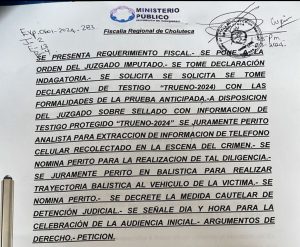 MINISTERIO
PÚBLICO
Fiscalía Regional de Choluteca
SE PRESENTA REQUERIMIENTO FISCAL.- SE PONE A LA
ORDEN DEL JUZGADO IMPUTADO.- SE TOME DECLARACIÓN
INDAGATORIA.- SE SOLICITA SE SOLICITA SE TOME
DECLARACION DE TESTIGO "TRUENO-2024) CON LAS
FORMALIDADES DE LA PRUEBA ANTICIPADA.- A DISPOSICION
DEL JUZGADO SOBRE SELLADO CON INFORMACION DE
TESTIGO PROTEGIDO "TRUENO-2024" SE JURAMENTE PERITO
ANALISTA PARA EXTRACCION DE INFORMACION DE TELEFONO
CELULAR RECOLECTADO EN LA ESCENA DEL CRIMEN.- SE
NOMINA PERITO PARA LA REALIZACION DE TAL DILIGENCIA.-
SE JURAMENTE PERITO EN BALISTICA PARA REALIZAR
TRAYECTORIA BALISTICA AL VEHICULO DE LA VICTIMA.- SE
NOMINA PERITO.- SE DECRETE LA MEDIDA CAUTELAR DE
DETENCIÓN JUDICIAL.- SE SEÑALE DIA Y HORA PARA LA
CELEBRACIÓN DE LA AUDIENCIA INICIAL.- ARGUMENTOS DE
DERECHO.- PETICION.